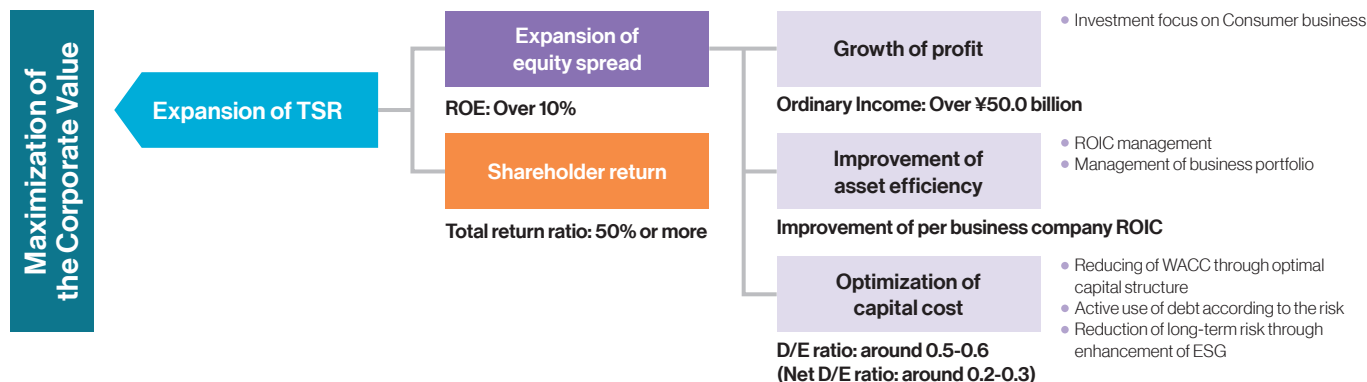 Maximization of
the Corporate Value
Expansion of TSR
Expansion of
equity spread
ROE: Over 10%
Shareholder return
Total return ratio: 50% or more
Growth of profit
Ordinary Income: Over ¥50.0 billion
• Investment focus on Consumer business
Improvement of
asset efficiency
Improvement of per business company ROIC
• ROIC management
• Management of business portfolio
Optimization of
capital cost
D/E ratio: around 0.5-0.6
(Net D/E ratio: around 0.2-0.3)
• Reducing of WACC through optimal
capital structure
• Active use of debt according to the risk
• Reduction of long-term risk through
enhancement of ESG